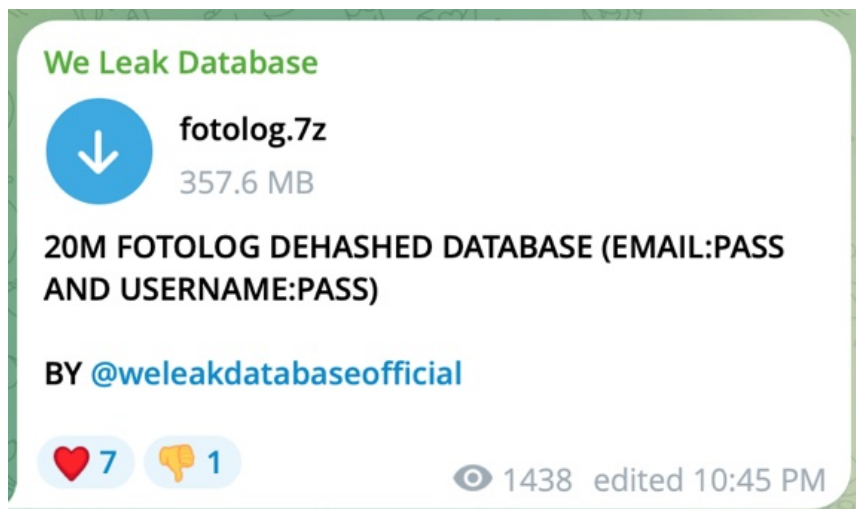 We Leak Database
fotolog.7z
357.6 MB
20M FOTOLOG DEHASHED DATABASE (EMAIL:PASS
AND USERNAME:PASS)
BY @weleakdatabaseofficial
7 1 1438 edited 10:45 PM